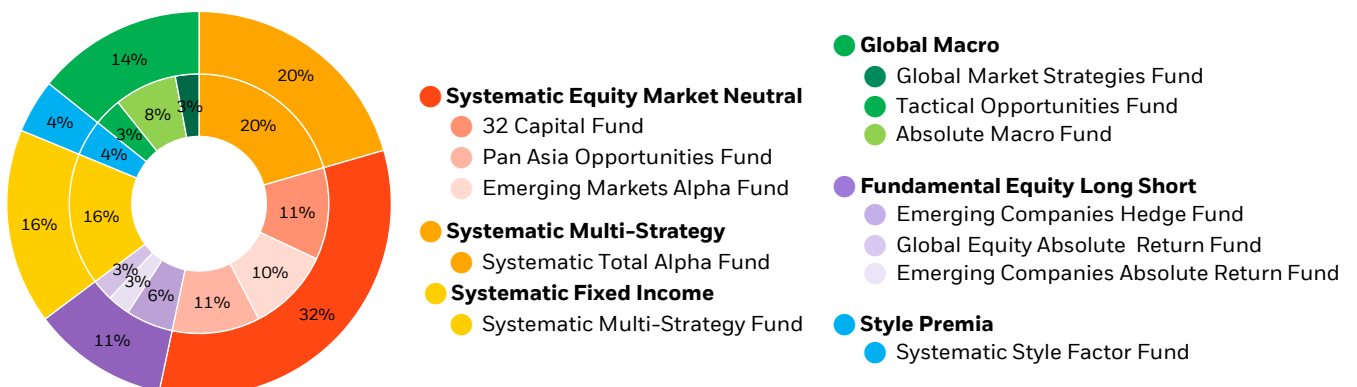 14%
20%
4%
3%
8%
3%
20%
4%
16%
16%
11%
3%
3%
6%
11%
10%
32%
11%
Systematic Equity Market Neutral
32 Capital Fund
Pan Asia Opportunities Fund
Emerging Markets Alpha Fund
Systematic Multi-Strategy
Systematic Total Alpha Fund
Systematic Fixed Income
Systematic Multi-Strategy Fund
Global Macro
Global Market Strategies Fund
Tactical Opportunities Fund
Absolute Macro Fund
Fundamental Equity Long Short
Emerging Companies Hedge Fund
Global Equity Absolute Return Fund
Emerging Companies Absolute Return Fund
Style Premia
Systematic Style Factor Fund